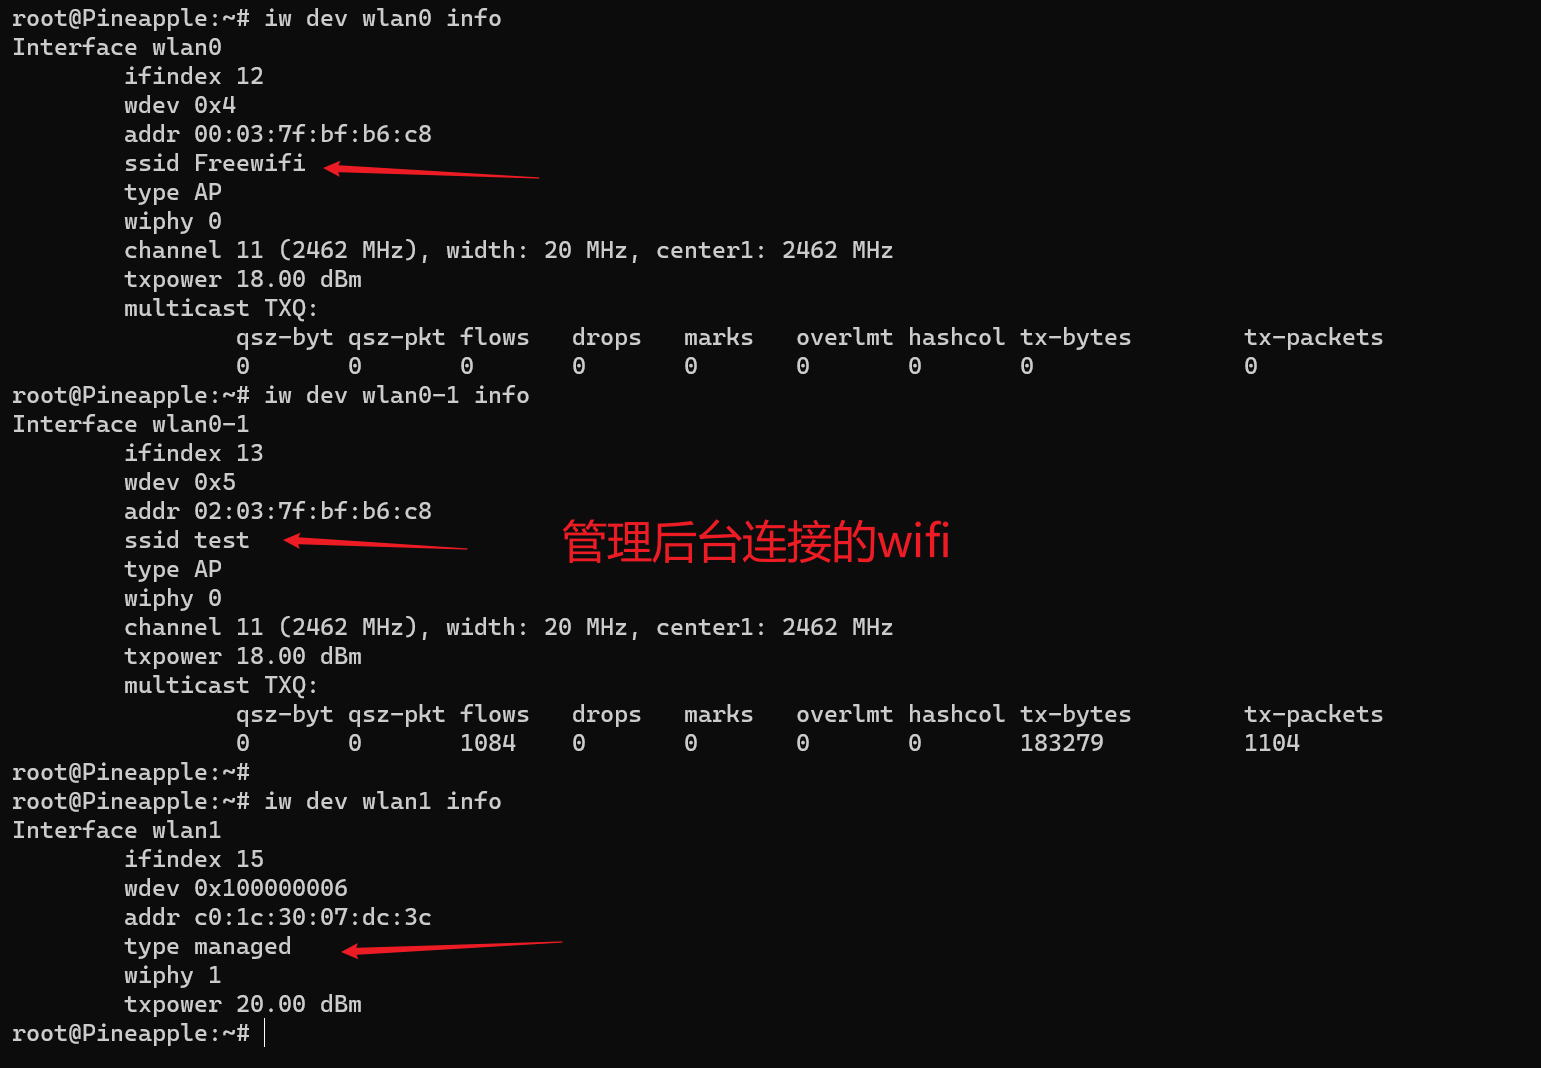 root@Pineapple:~# iw dev wlan0 info
Interface wlan0
ifindex 12
wdev 0x4
addr 00:03:7f:bf:b6:c8
ssid Freewifi
type AP
wiphy 0
channel 11 (2462 MHz), width: 20 MHz, center1: 2462 MHz
txpower 18.00 dBm
multicast TXQ:
qsz-byt qsz-pkt flows drops marks overlmt hashcol tx-bytes tx-packets
0 0 0 0 0 0 0 0 0
root@Pineapple:~# iw dev wlan0-1 info
Interface wlan0-1
ifindex 13
wdev 0x5
addr 02:03:7f:bf:b6:c8
ssid test
管理后台连接的wifi
type AP
wiphy 0
channel 11 (2462 MHz), width: 20 MHz, center1: 2462 MHz
txpower 18.00 dBm
multicast TXQ:
qsz-byt qsz-pkt flows drops marks overlmt hashcol tx-bytes tx-packets
0 0 1084 0 0 0 0 183279 1104
root@Pineapple:~#
root@Pineapple:~# iw dev wlan1 info
Interface wlan1
ifindex 15
wdev 0x100000006
addr c0:1c:30:07:dc:3c
type managed
wiphy 1
txpower 20.00 dBm
root@Pineapple:~#